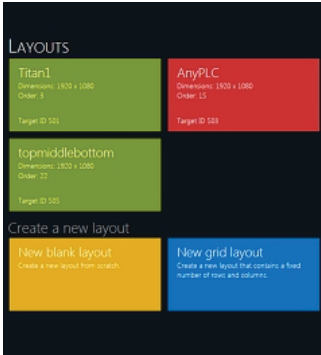 LAYOUTS
Titan1
Dimensions: 1920 x 1080
Order: 3
Target ID 501
AnyPLC
Dimensions: 1920 x 1080
Order: 15
Target ID 503
topmiddlebottom
Dimensions: 1920 x 1080
Order: 22
Target ID 505
Create a new layout
New blank layout
Create a new layout from scratch.
New grid layout
Create a new layout that contains a fixed
number of rows and columns.